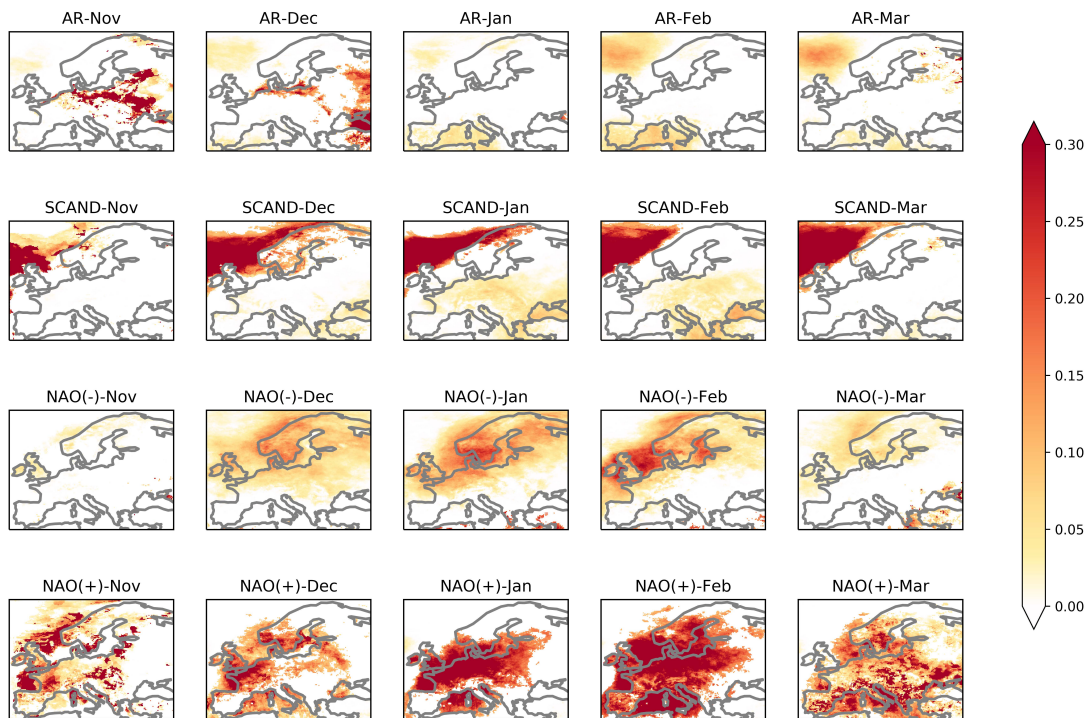 AR-Nov AR-Dec AR-Jan AR-Feb AR-Mar
SCAND-Nov SCAND-Dec SCAND-Jan SCAND-Feb SCAND-Mar
NAO(-)-Nov NAO(-)-Dec NAO(-)-Jan NAO(-)-Feb NAO(-)-Mar
NAO(+)-Nov NAO(+)-Dec NAO(+)-Jan NAO(+)-Feb NAO(+)-Mar
0.30
0.25
0.20
0.15
0.10
0.05
0.00